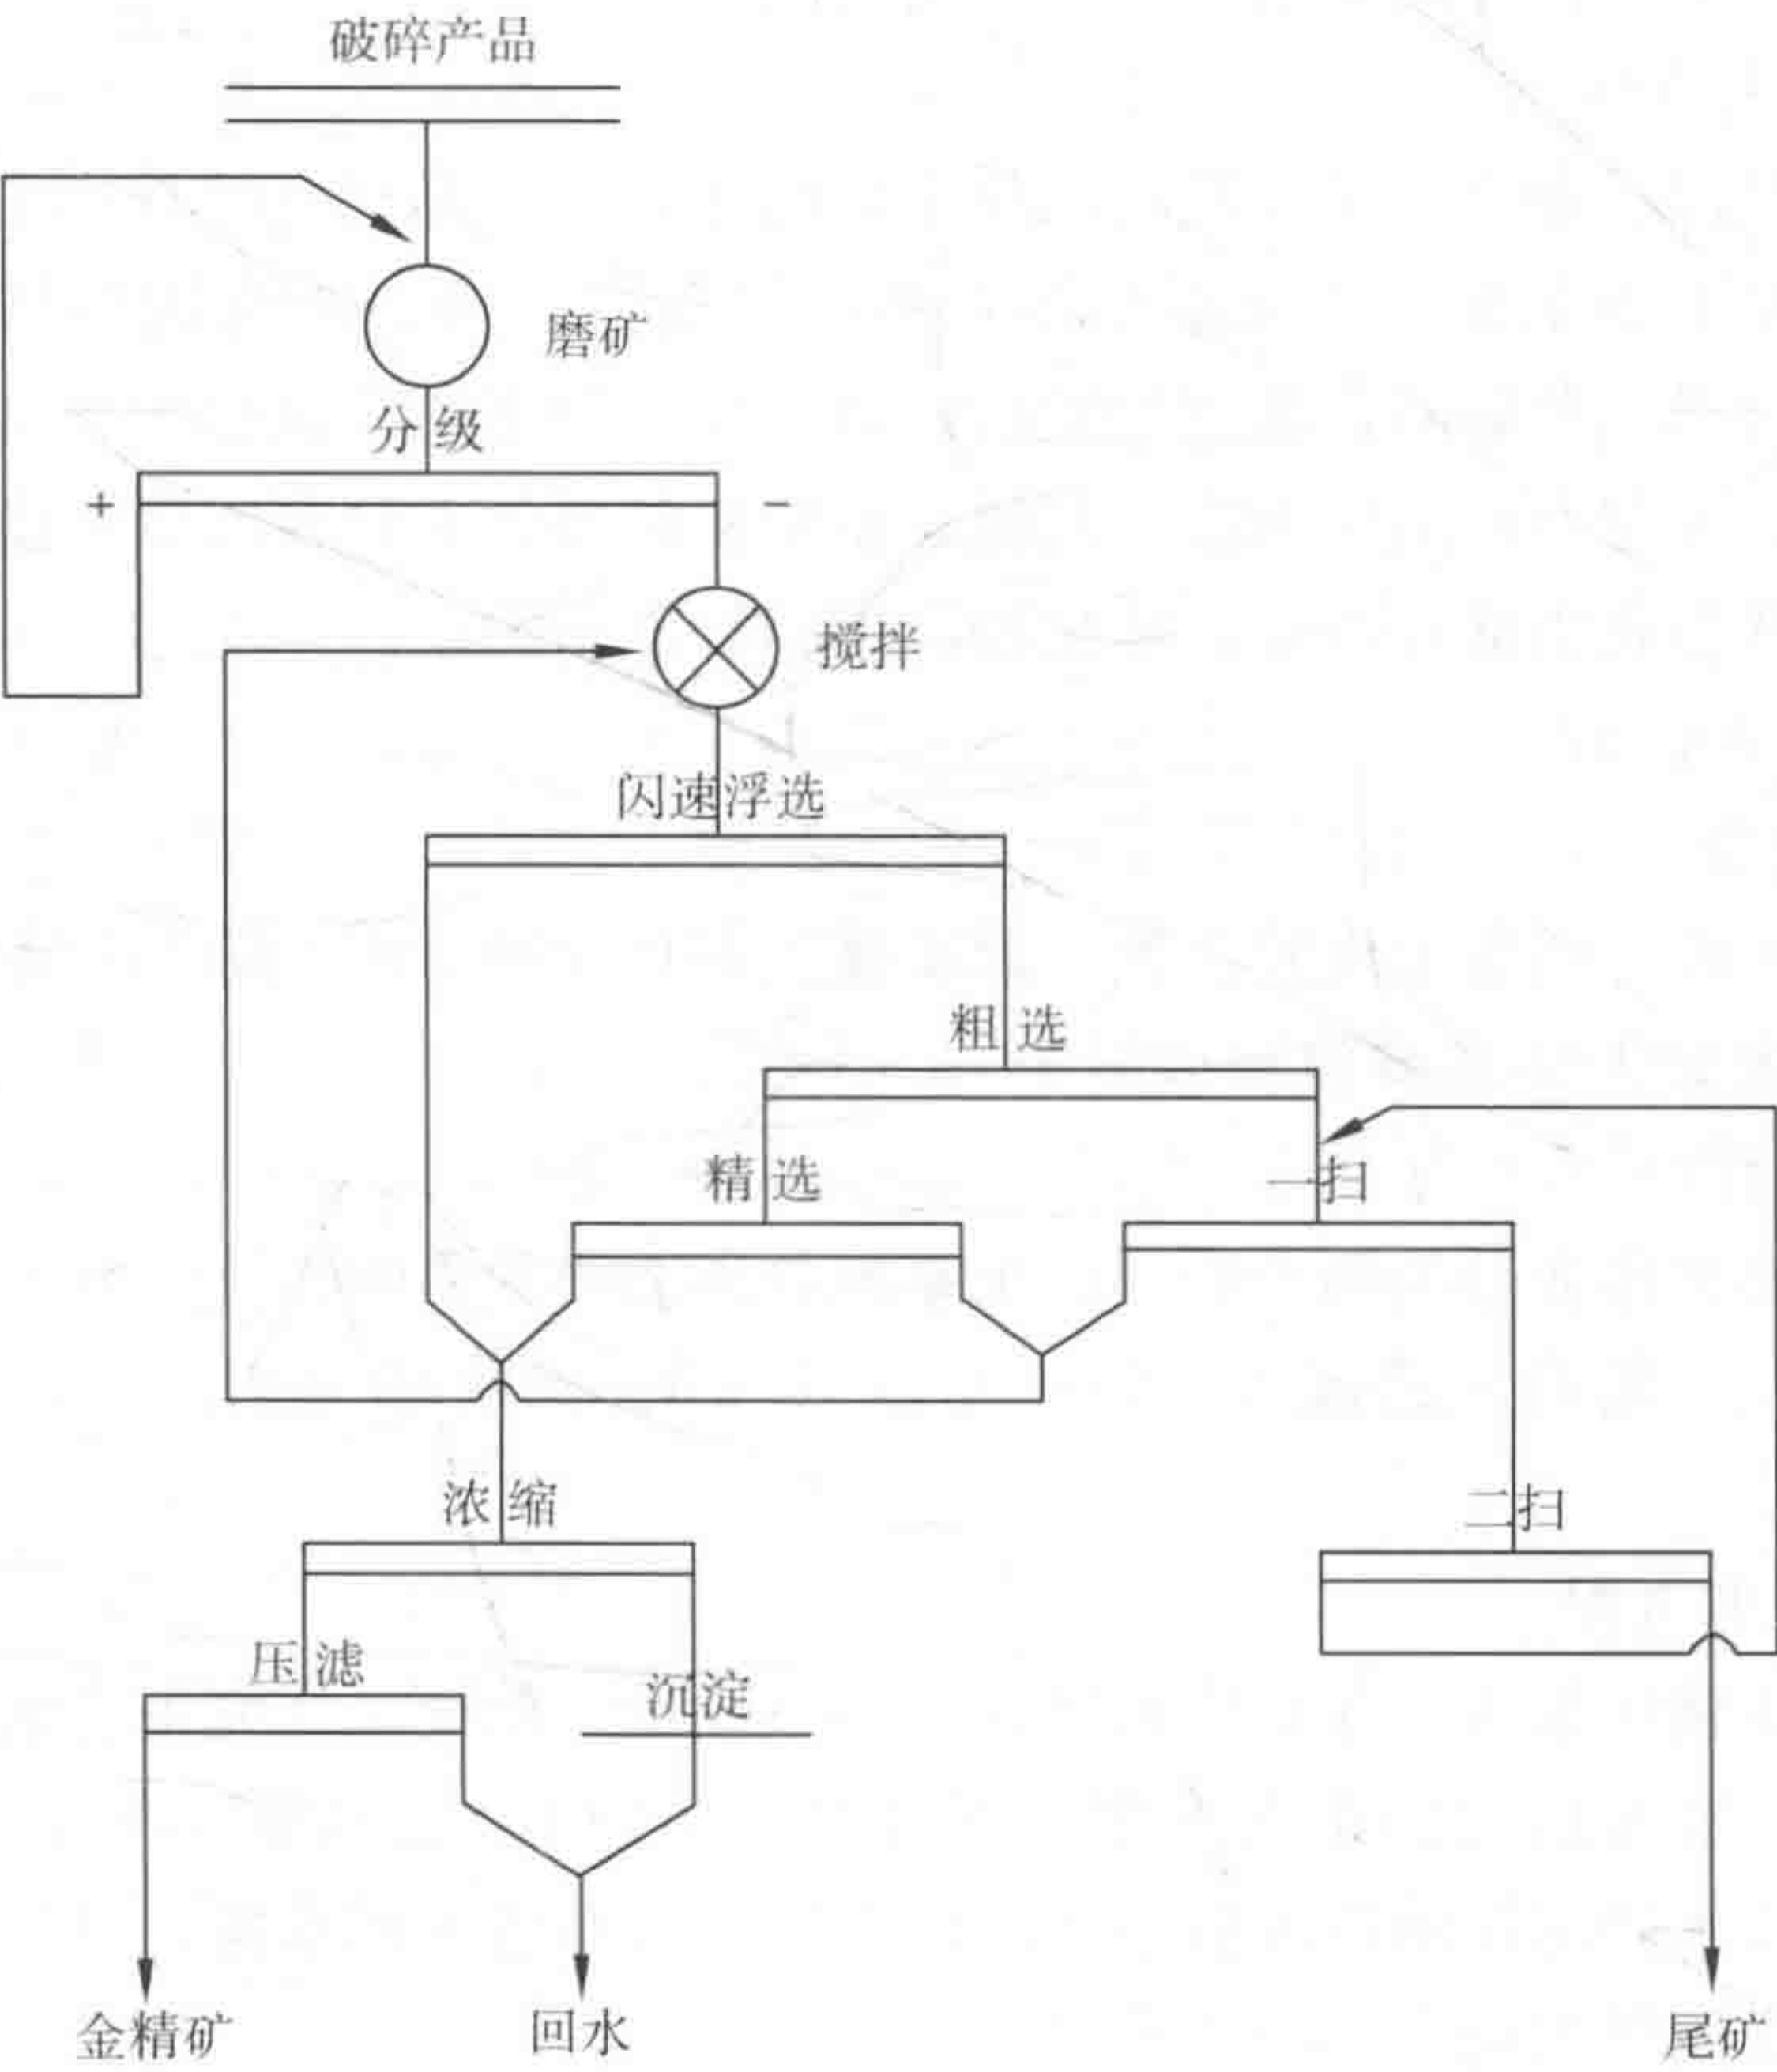 破碎产品
磨矿
分级
+
－
搅拌
闪速浮选
粗选
精选
一扫
浓缩
二扫
压滤
沉淀
金精矿
回水
尾矿